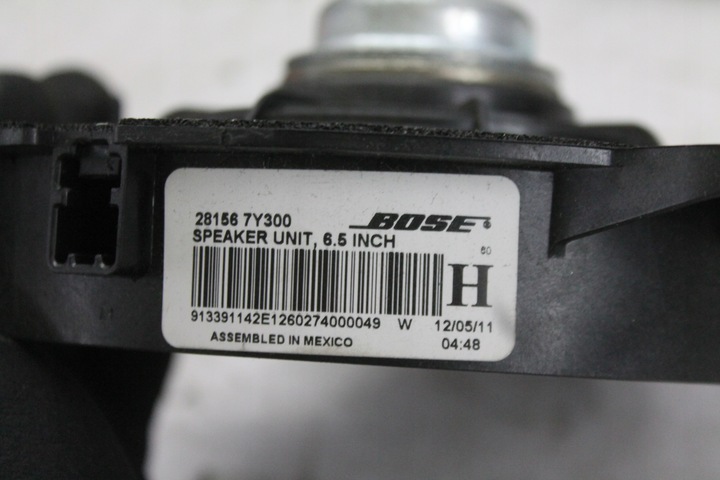 28156 7Y300 BOSE®
SPEAKER UNIT, 6.5 INCH
60
H
913391142E1260274000049 W 12/05/11
ASSEMBLED IN MEXICO 04:48